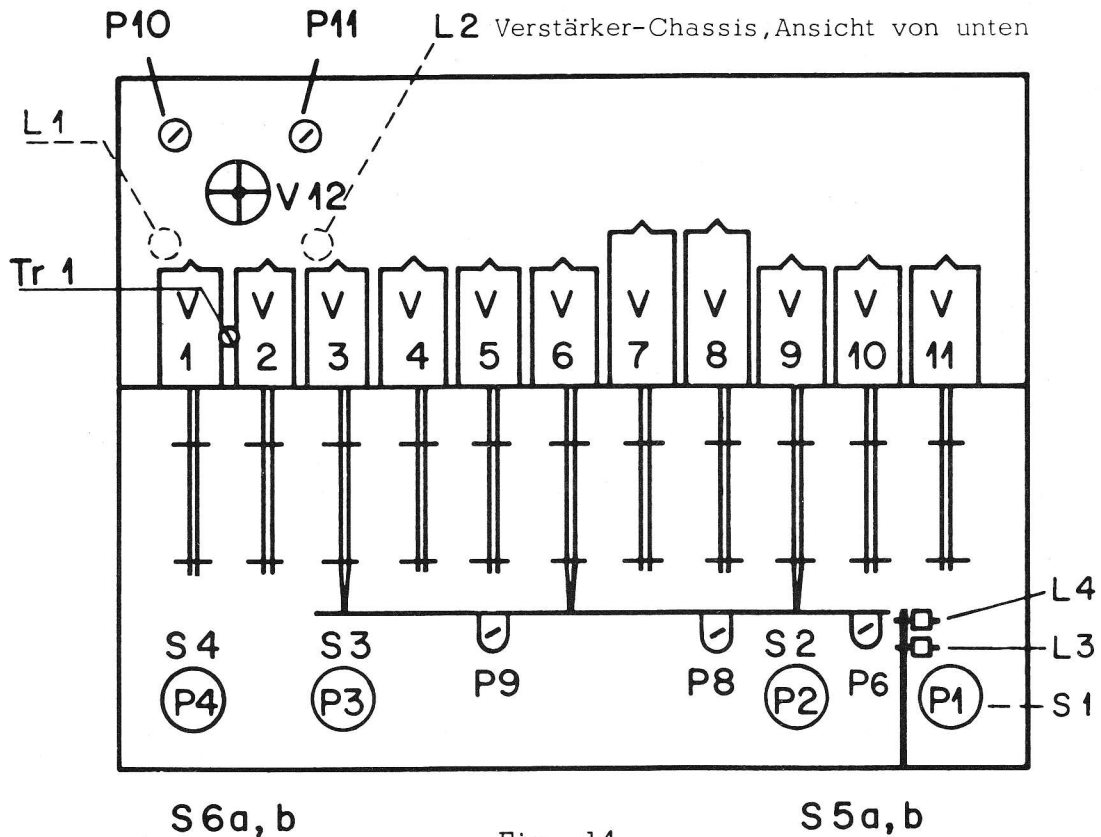 P10 P11 L2 Verstärker-Chassis, Ansicht von unten
L1
V12
Tr 1
V V V V V V V V V V V
1 2 3 4 5 6 7 8 9 10 11
L4
S4 S3 S2 L3
P9 P8 P6
P4 P3 P2 P1 S1
S6a, b S5a, b